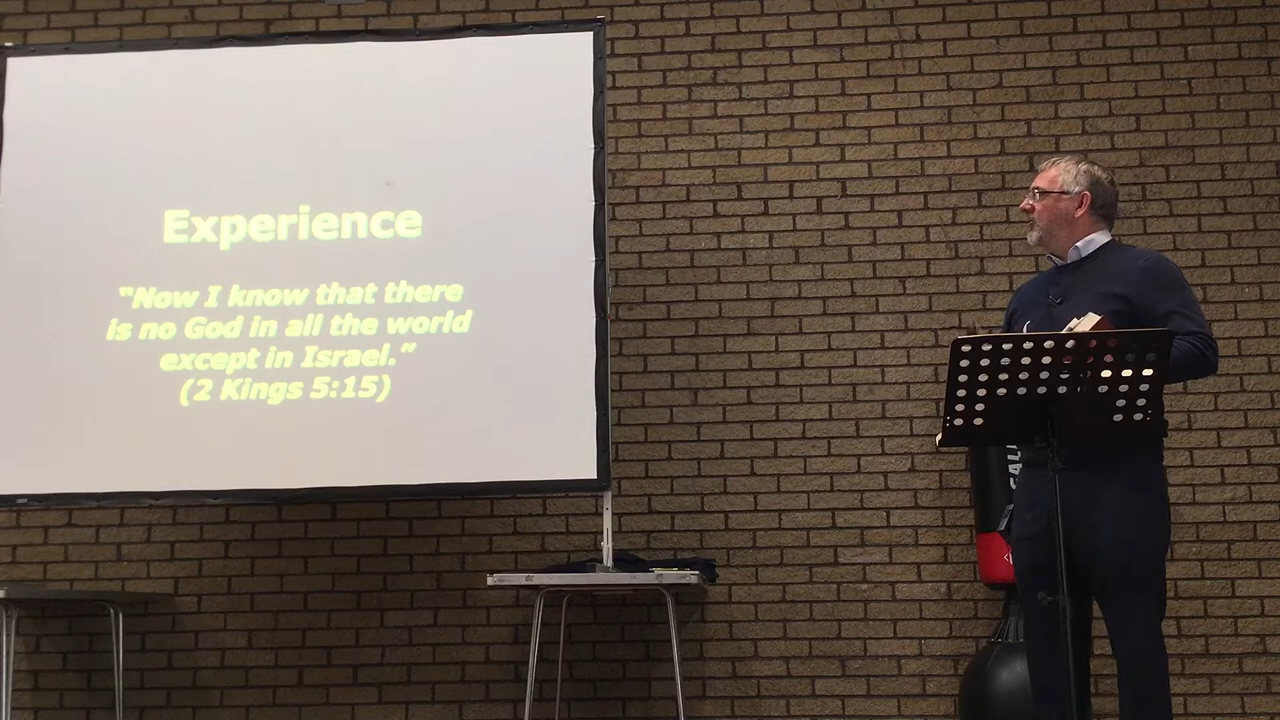 Experience
"Now I know that there
is no God in all the world
except in Israel."
(2 Kings 5:15)